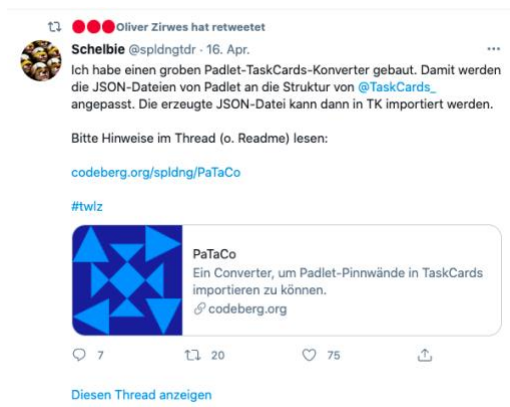 Oliver Zirwes hat retweetet
Schelbie @spldngtdr · 16. Apr.
Ich habe einen groben Padlet-TaskCards-Konverter gebaut. Damit werden
die JSON-Dateien von Padlet an die Struktur von @TaskCards_
angepasst. Die erzeugte JSON-Datei kann dann in TK importiert werden.
Bitte Hinweise im Thread (o. Readme) lesen:
codeberg.org/spldng/PaTaCo
#twlz
PaTaCo
Ein Converter, um Padlet-Pinnwände in TaskCards
importieren zu können.
codeberg.org
7 20 75
Diesen Thread anzeigen